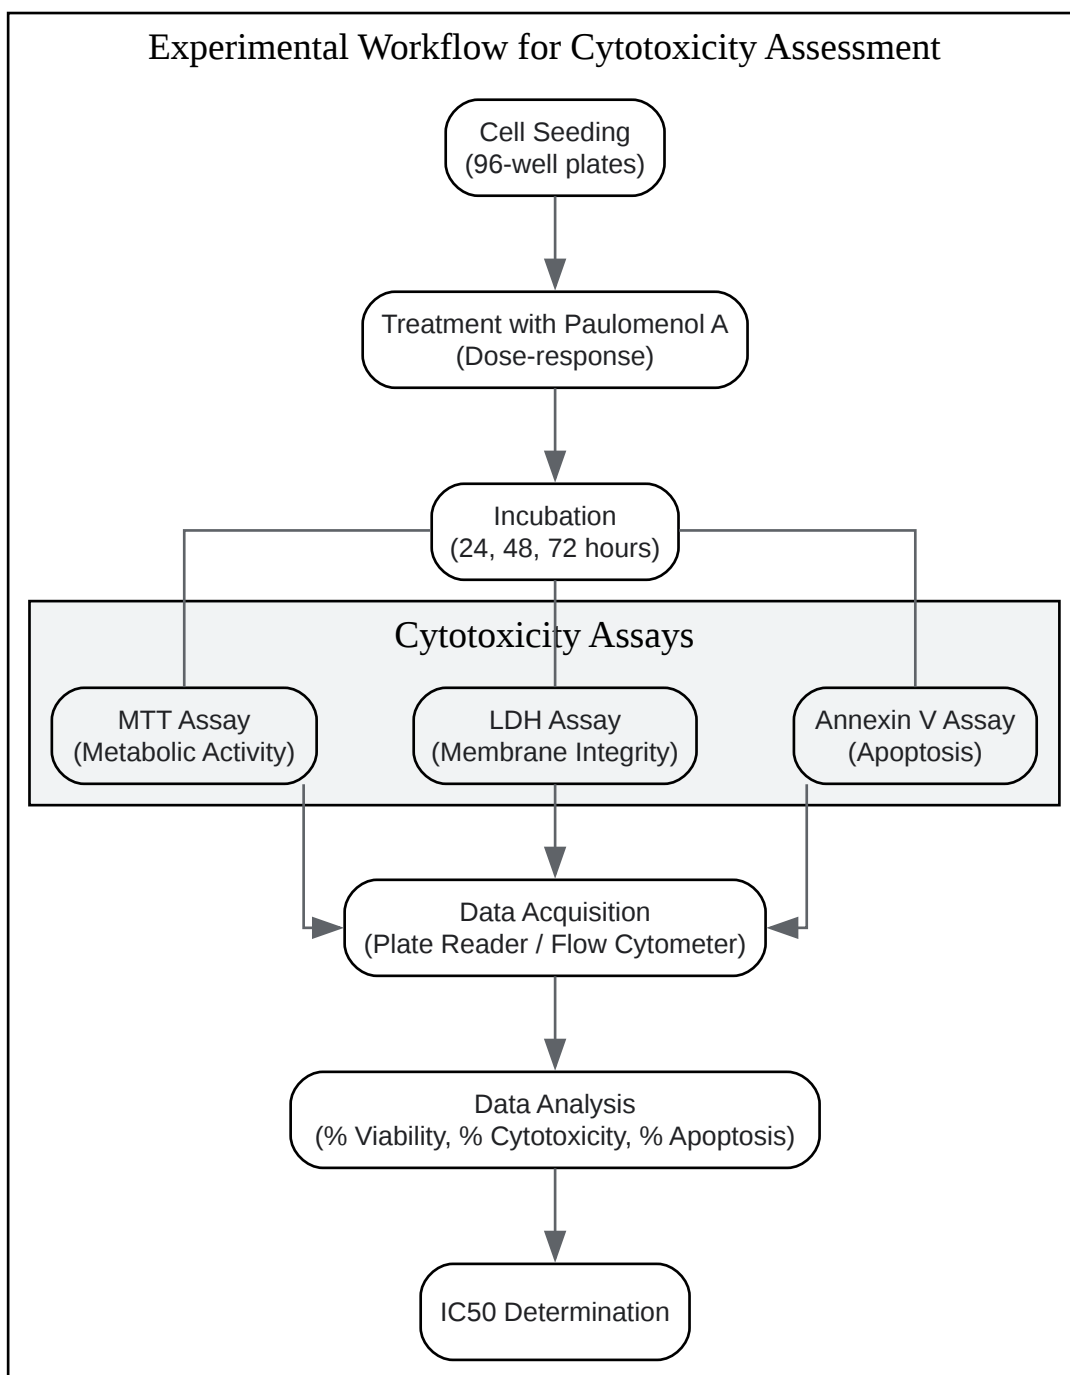 Experimental Workflow for Cytotoxicity Assessment
Cell Seeding
(96-well plates)
Treatment with Paulomenol A
(Dose-response)
Incubation
(24, 48, 72 hours)
Cytotoxicity Assays
MTT Assay
(Metabolic Activity)
LDH Assay
(Membrane Integrity)
Annexin V Assay
(Apoptosis)
Data Acquisition
(Plate Reader / Flow Cytometer)
Data Analysis
(% Viability, % Cytotoxicity, % Apoptosis)
IC50 Determination